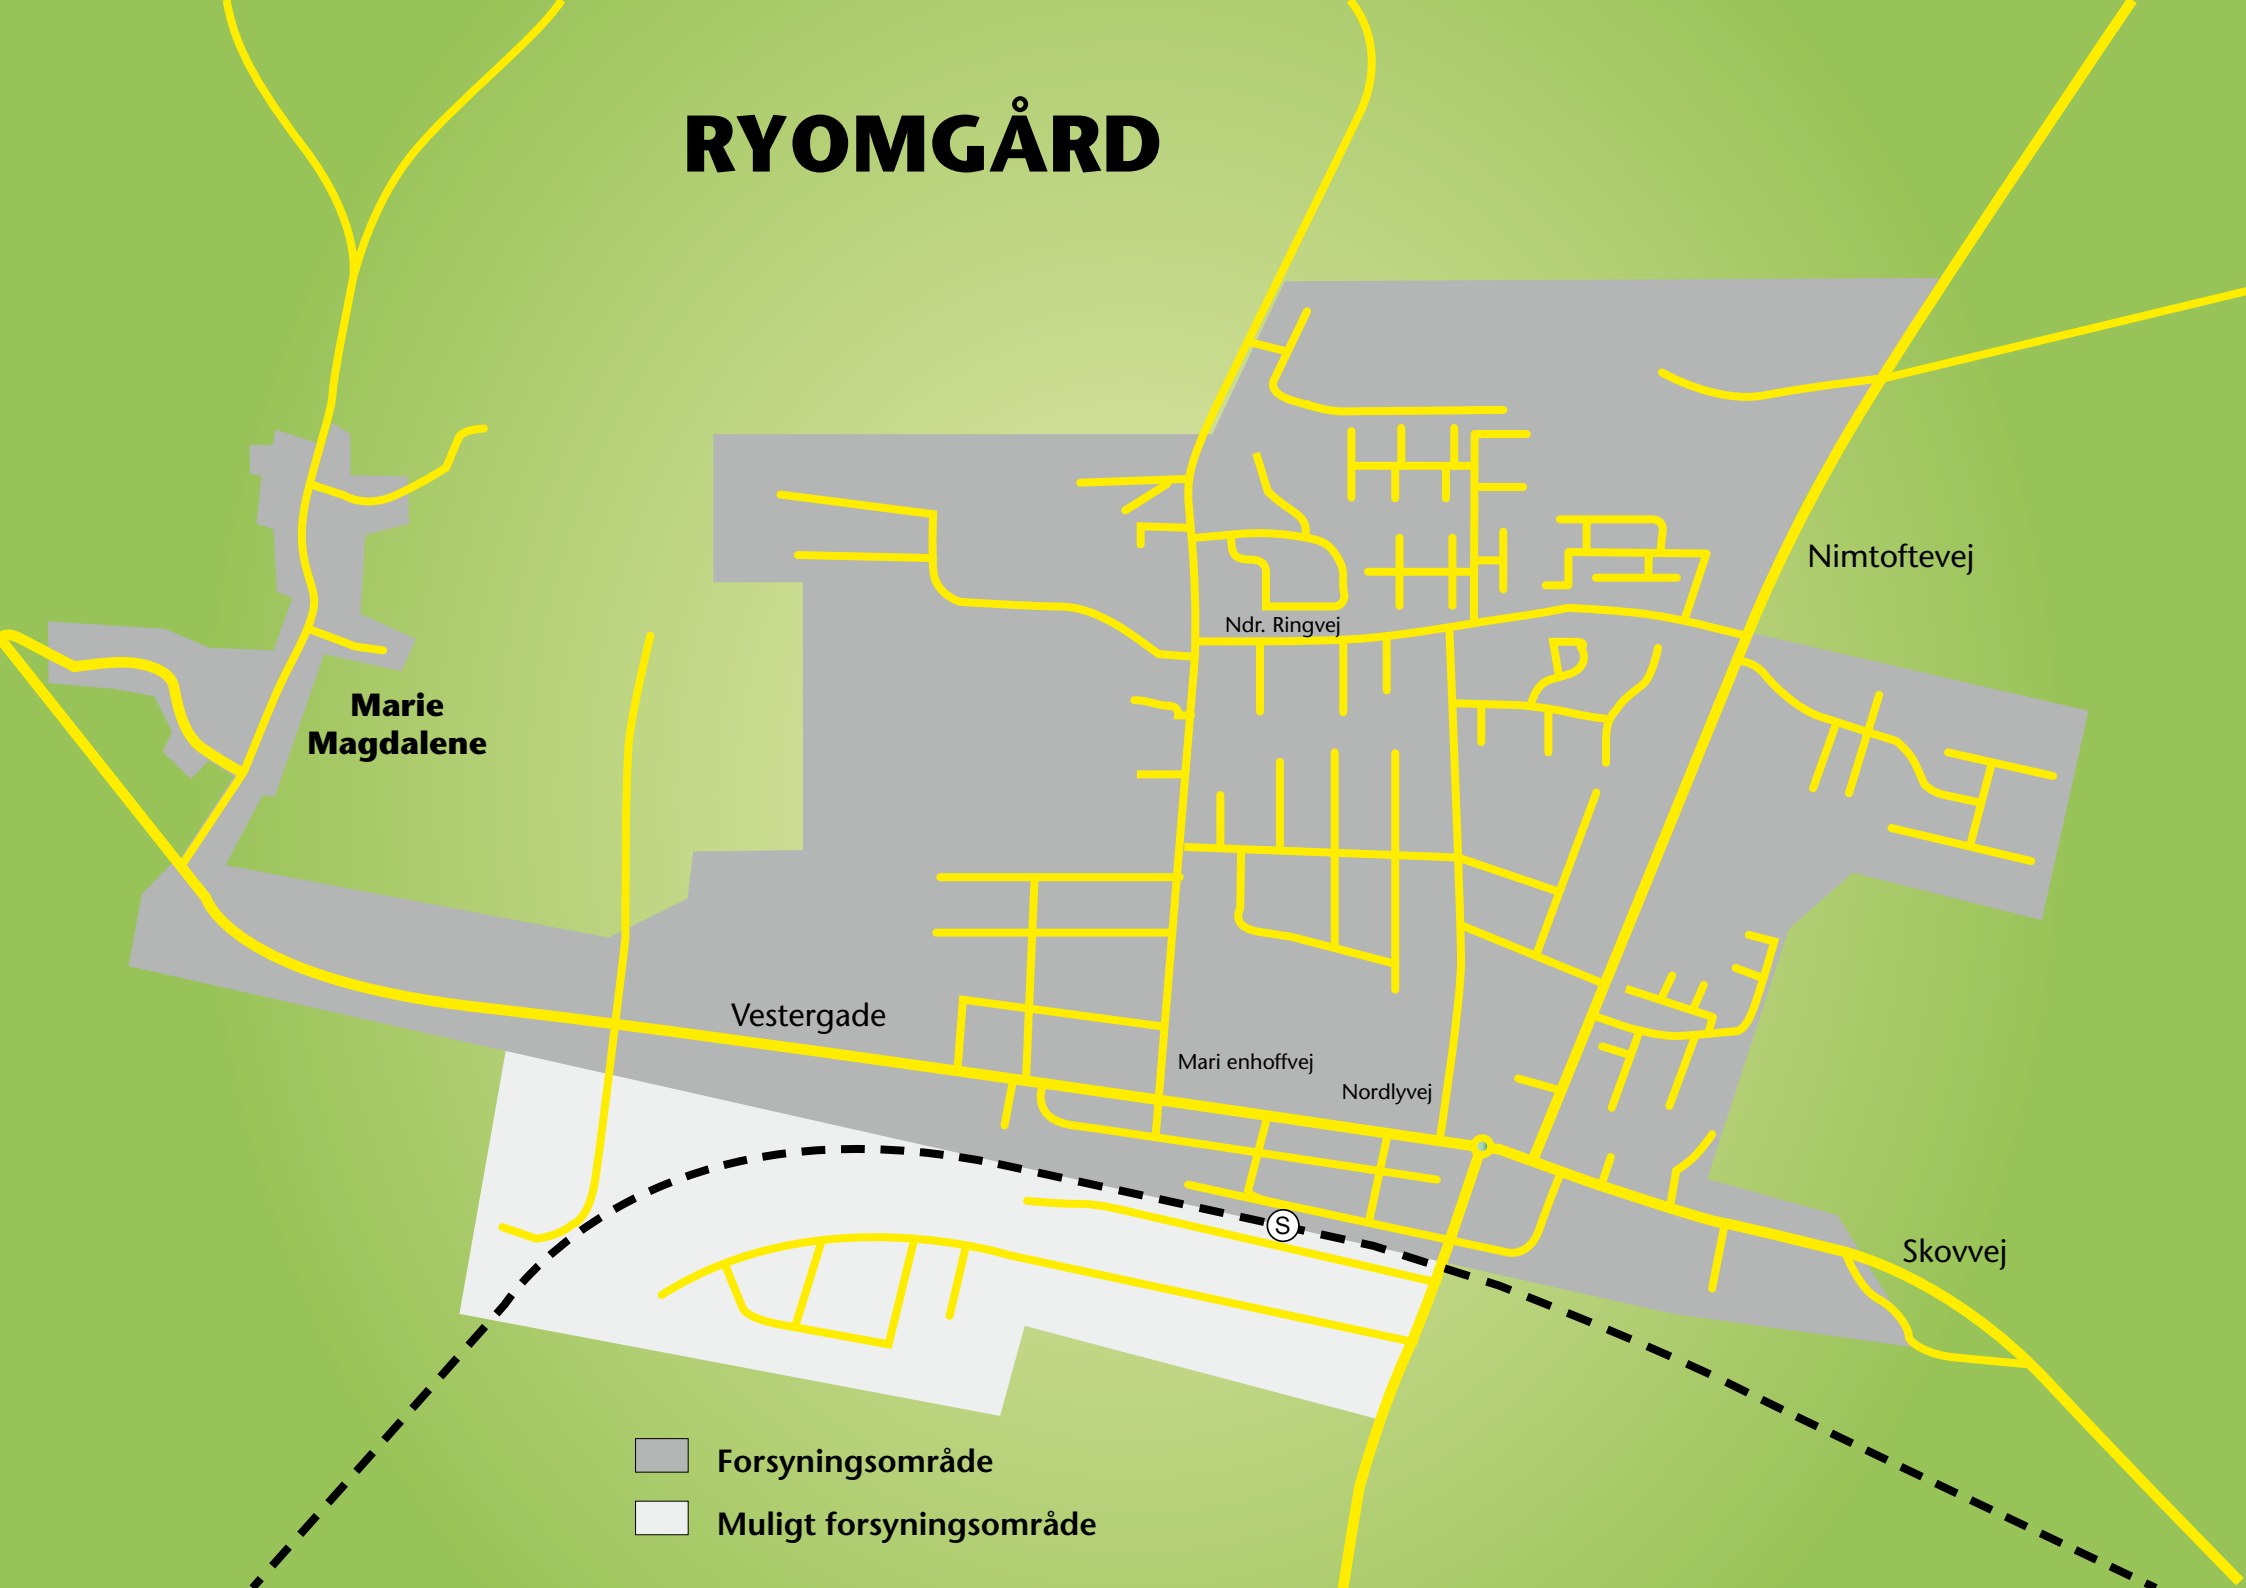 RYOMGÅRD
Nimtoftevej
Ndr. Ringvej
Marie
Magdalene
Vestergade
Mari enhoffvej
Nordlyvej
S
Skovvej
Forsyningsområde
Muligt forsyningsområde